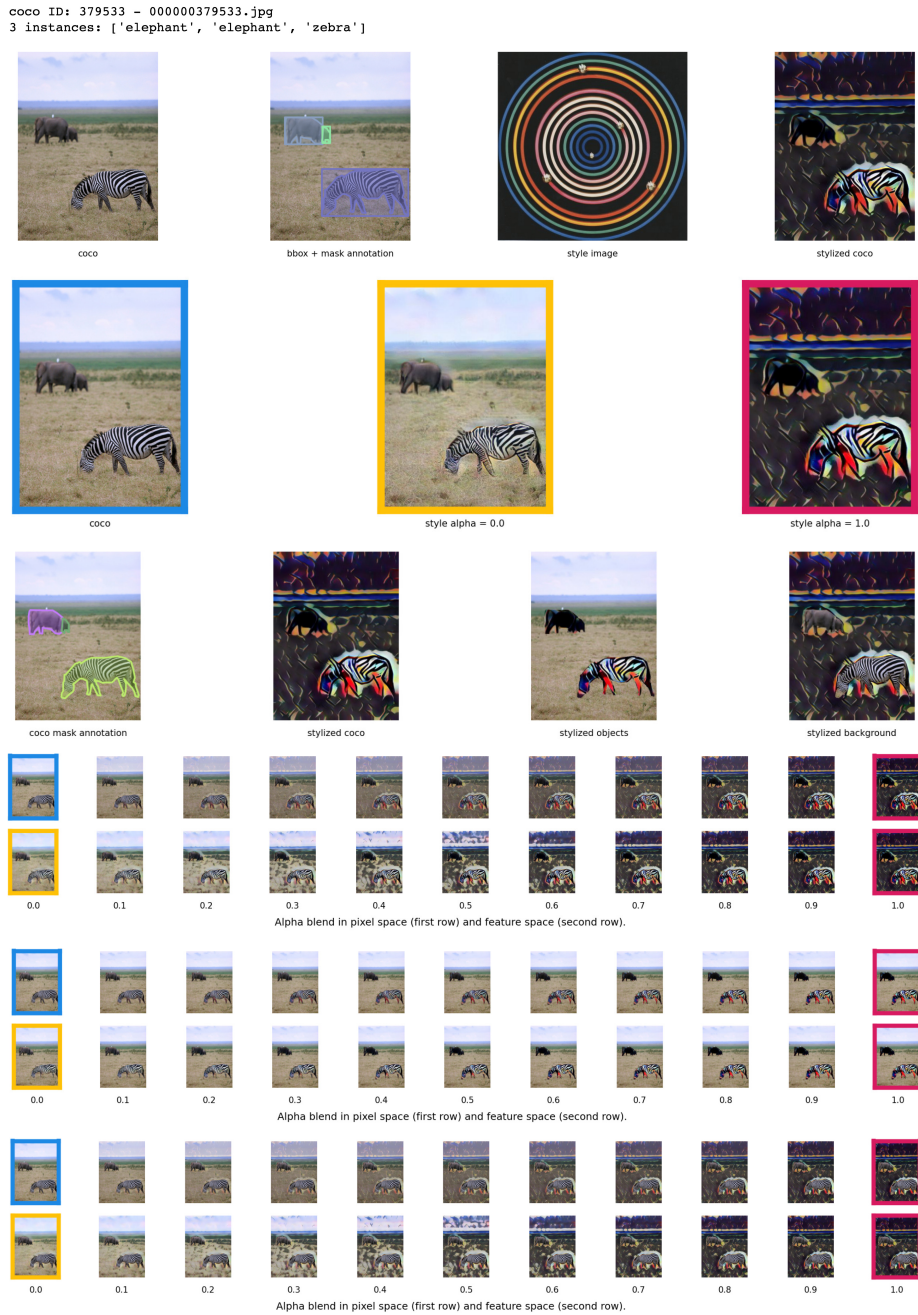 coco ID: 379533 - 000000379533.jpg
3 instances: ['elephant', 'elephant', 'zebra']
coco
bbox + mask annotation
style image
stylized coco
coco
style alpha = 0.0
style alpha = 1.0
coco mask annotation
stylized coco
stylized objects
stylized background
0.0 0.1 0.2 0.3 0.4 0.5 0.6 0.7 0.8 0.9 1.0
Alpha blend in pixel space (first row) and feature space (second row).
0.0 0.1 0.2 0.3 0.4 0.5 0.6 0.7 0.8 0.9 1.0
Alpha blend in pixel space (first row) and feature space (second row).
0.0 0.1 0.2 0.3 0.4 0.5 0.6 0.7 0.8 0.9 1.0
Alpha blend in pixel space (first row) and feature space (second row).